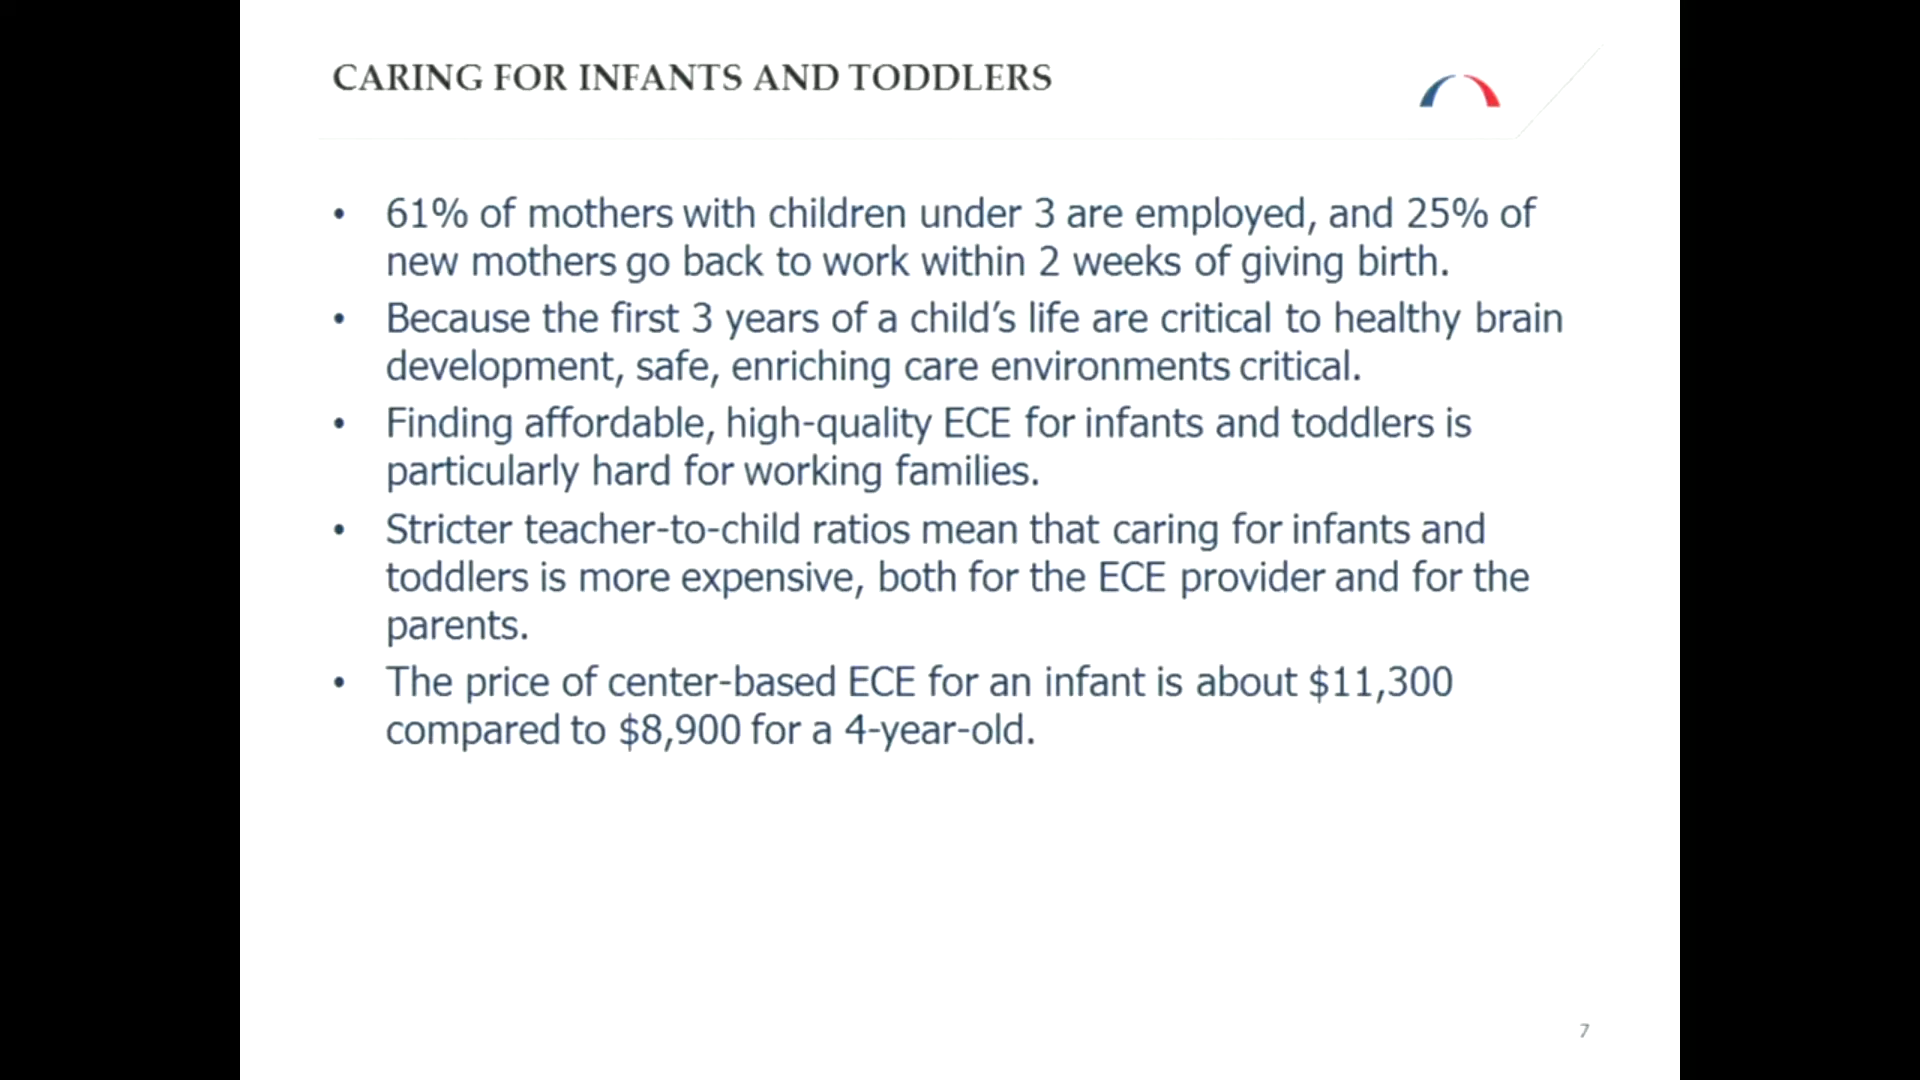 CARING FOR INFANTS AND TODDLERS
• 61% of mothers with children under 3 are employed, and 25% of
new mothers go back to work within 2 weeks of giving birth.
• Because the first 3 years of a child’s life are critical to healthy brain
development, safe, enriching care environments critical.
• Finding affordable, high-quality ECE for infants and toddlers is
particularly hard for working families.
• Stricter teacher-to-child ratios mean that caring for infants and
toddlers is more expensive, both for the ECE provider and for the
parents.
• The price of center-based ECE for an infant is about $11,300
compared to $8,900 for a 4-year-old.
7